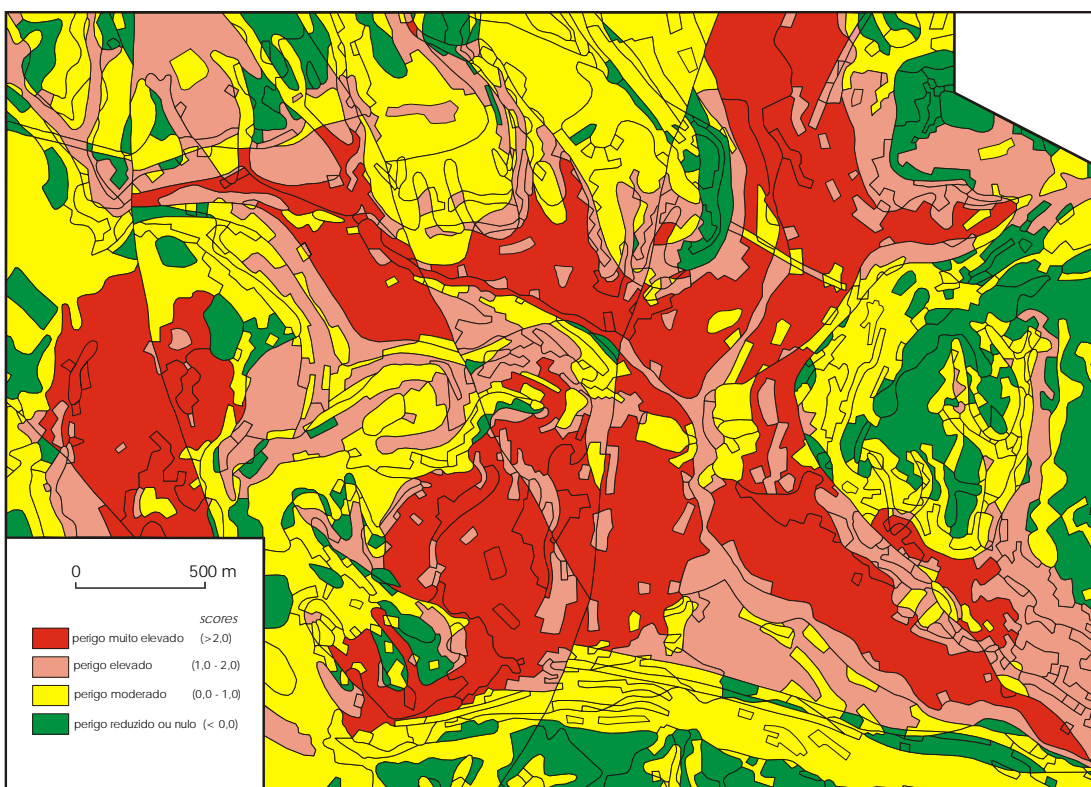 0 500 m
scores
perigo muito elevado (>2,0)
perigo elevado (1,0 - 2,0)
perigo moderado (0,0 - 1,0)
perigo reduzido ou nulo (< 0,0)